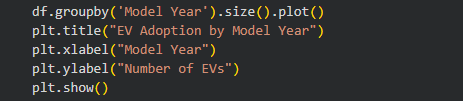 df.groupby('Model Year').size().plot()
plt.title("EV Adoption by Model Year")
plt.xlabel("Model Year")
plt.ylabel("Number of EVs")
plt.show()